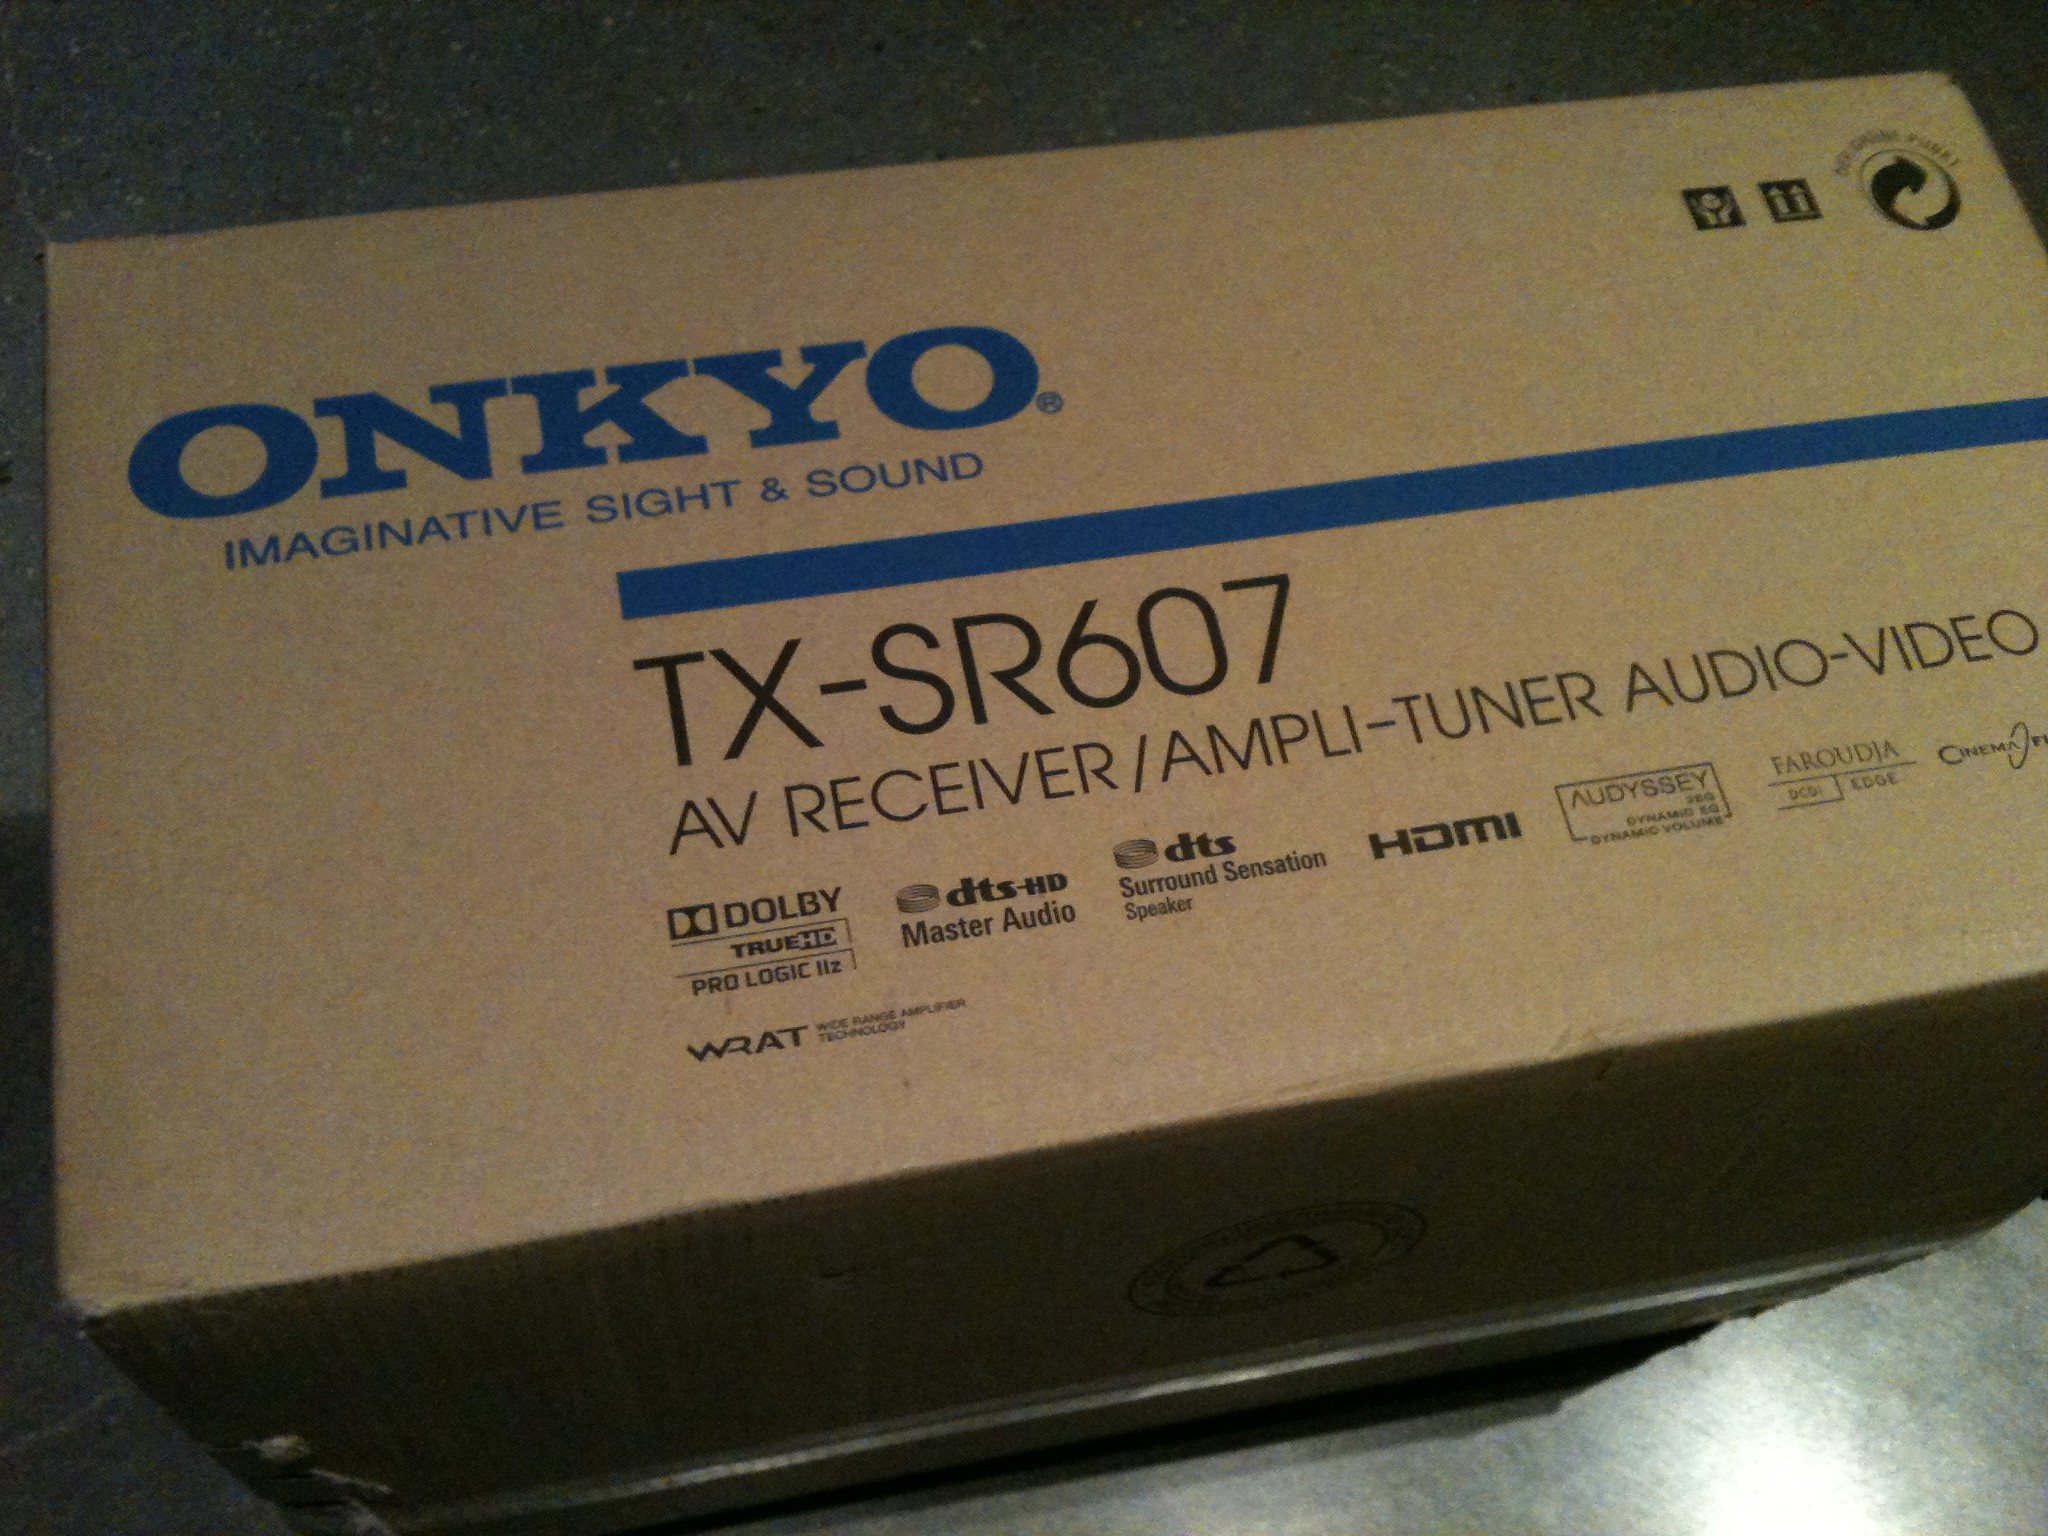 ONKYO®
IMAGINATIVE SIGHT & SOUND
TX-SR607
AV RECEIVER/AMPLI-TUNER AUDIO-VIDEO
DOLBY
TRUEHD
PRO LOGIC IIz
dts-HD
Master Audio
dts
Surround Sensation
Speaker
HDMI
AUDYSSEY
2EQ
DYNAMIC EQ
DYNAMIC VOLUME
FAROUDJA
DCDi EDGE
CINEMA
WRAT WIDE RANGE AMPLIFIER
TECHNOLOGY